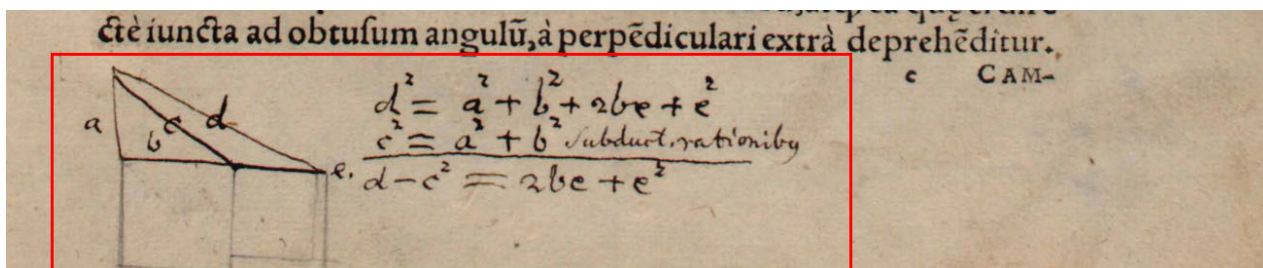 ctè iuncta ad obtusum angulū, à perpēdiculari extrà deprehēditur.
c CAM-
d² = a² + b² + 2be + e²
a b c d
c² = a² + b² subduct. rationiby
e. d - c² = 2be + e²